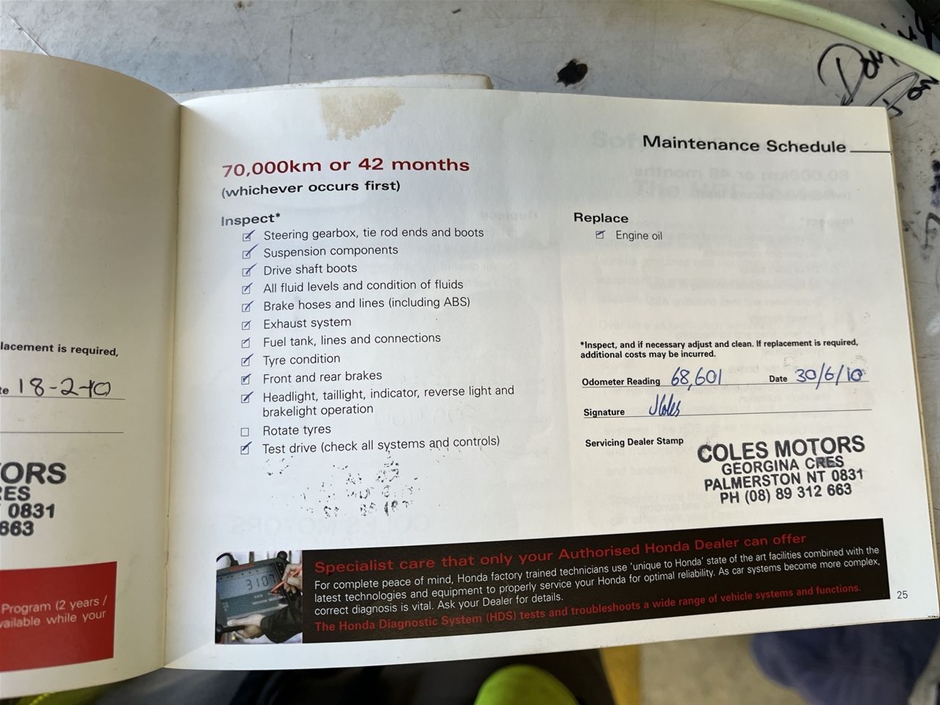 lacement is required,
te 18-2-10
ORS
RES
0831
663
Program (2 years /
vailable while your
Maintenance Schedule
70,000km or 42 months
(whichever occurs first)
Inspect*
Steering gearbox, tie rod ends and boots
Suspension components
Drive shaft boots
All fluid levels and condition of fluids
Brake hoses and lines (including ABS)
Exhaust system
Fuel tank, lines and connections
Tyre condition
Front and rear brakes
Headlight, taillight, indicator, reverse light and
brakelight operation
Rotate tyres
Test drive (check all systems and controls)
Replace
Engine oil
*Inspect, and if necessary adjust and clean. If replacement is required,
additional costs may be incurred.
Odometer Reading 68,601 Date 30/6/10
Signature JColes
Servicing Dealer Stamp
COLES MOTORS
GEORGINA CRES
PALMERSTON NT 0831
PH (08) 89 312 663
Specialist care that only your Authorised Honda Dealer can offer
For complete peace of mind, Honda factory trained technicians use 'unique to Honda' state of the art facilities combined with the
latest technologies and equipment to properly service your Honda for optimal reliability. As car systems become more complex,
correct diagnosis is vital. Ask your Dealer for details.
The Honda Diagnostic System (HDS) tests and troubleshoots a wide range of vehicle systems and functions.
25